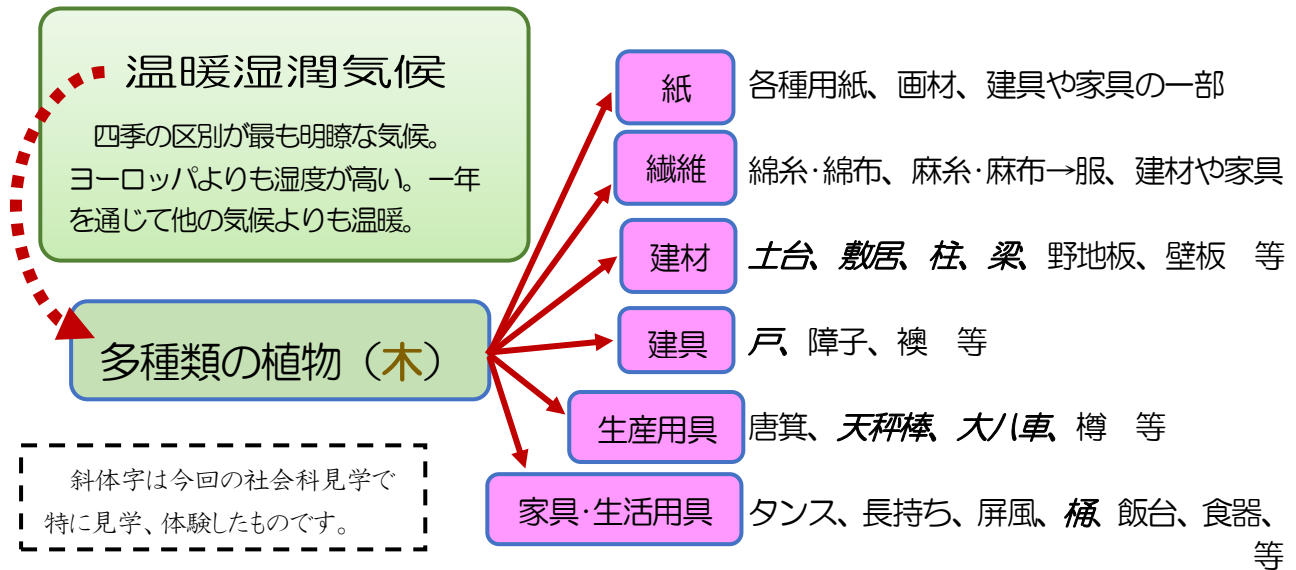 温暖湿潤気候
四季の区別が最も明瞭な気候。
ヨーロッパよりも湿度が高い。一年
を通じて他の気候よりも温暖。
多種類の植物（木）
斜体字は今回の社会科見学で
特に見学、体験したものです。
紙 各種用紙、画材、建具や家具の一部
繊維 綿糸・綿布、麻糸・麻布→服、建材や家具
建材 土台、敷居、柱、梁、野地板、壁板　等
建具 戸、障子、襖　等
生産用具 唐箕、天秤棒、大八車、樽　等
家具・生活用具 タンス、長持ち、屏風、桶、飯台、食器、
等